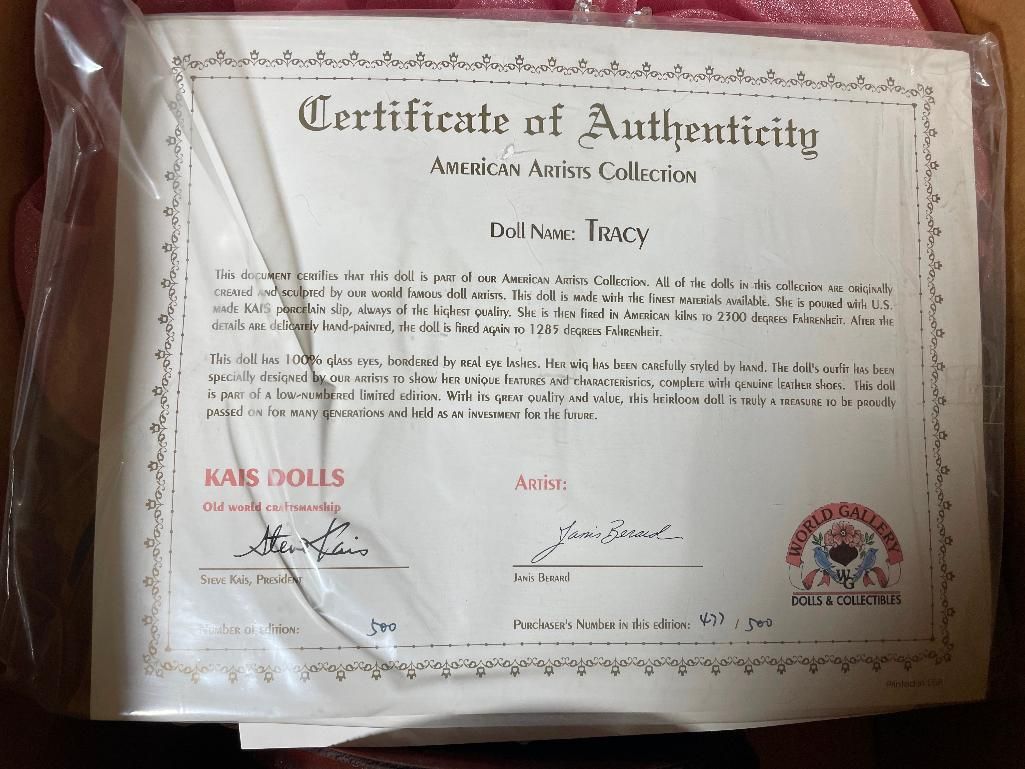 Certificate of Authenticity
American Artists Collection
Doll Name: Tracy
This document certifies that this doll is part of our American Artists Collection. All of the dolls in this collection are originally
created and sculpted by our world famous doll artists. This doll is made with the finest materials available. She is poured with U.S.
made KAIS porcelain slip, always of the highest quality. She is then fired in American kilns to 2300 degrees Fahrenheit. After the
details are delicately hand-painted, the doll is fired again to 1285 degrees Fahrenheit.
This doll has 100% glass eyes, bordered by real eye lashes. Her wig has been carefully styled by hand. The doll's outfit has been
specially designed by our artists to show her unique features and characteristics, complete with genuine leather shoes. This doll
is part of a low-numbered limited edition. With its great quality and value, this heirloom doll is truly a treasure to be proudly
passed on for many generations and held as an investment for the future.
KAIS DOLLS
Old world craftsmanship
Artist:
Steve Kais
Janis Berard
Steve Kais, President
Janis Berard
WORLD GALLERY
WG
DOLLS & COLLECTIBLES
Number of edition: 500
Purchaser's Number in this edition: 477 / 500
Printed in USA